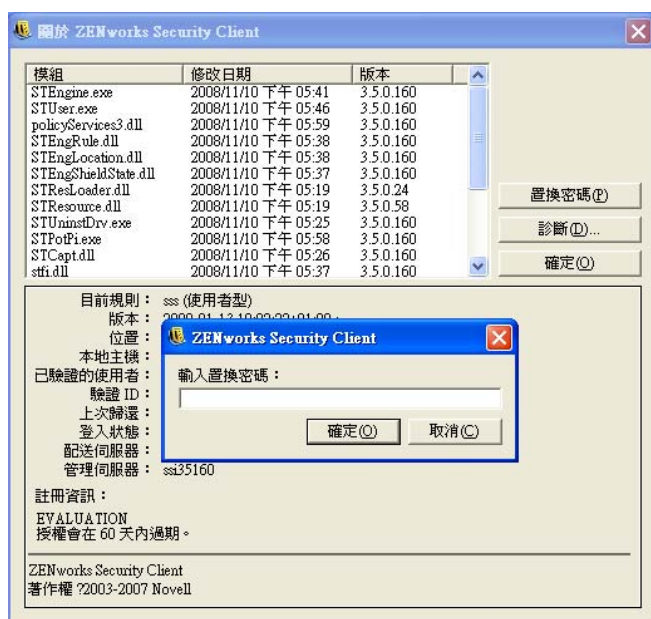 關於 ZENworks Security Client
模組 修改日期 版本
STEngine.exe 2008/11/10 下午 05:41 3.5.0.160
STUser.exe 2008/11/10 下午 05:46 3.5.0.160
policyServices3.dll 2008/11/10 下午 05:59 3.5.0.160
STEngRule.dll 2008/11/10 下午 05:38 3.5.0.160
STEngLocation.dll 2008/11/10 下午 05:38 3.5.0.160
STEngShieldState.dll 2008/11/10 下午 05:37 3.5.0.160
STResLoader.dll 2008/11/10 下午 05:19 3.5.0.24
STResource.dll 2008/11/10 下午 05:19 3.5.0.58
STUninstDrv.exe 2008/11/10 下午 05:25 3.5.0.160
STPotPi.exe 2008/11/10 下午 05:58 3.5.0.160
STCapt.dll 2008/11/10 下午 05:26 3.5.0.160
stfi.dll 2008/11/10 下午 05:37 3.5.0.160
置換密碼(P)
診斷(D)...
確定(O)
目前規則： sss (使用者型)
版本：
位置：
本地主機：
已驗證的使用者：
驗證 ID：
上次歸還：
登入狀態：
配送伺服器：
管理伺服器： ssi35160
ZENworks Security Client
輸入置換密碼：
確定(O) 取消(C)
註冊資訊：
EVALUATION
授權會在 60 天內過期。
ZENworks Security Client
著作權 ?2003-2007 Novell